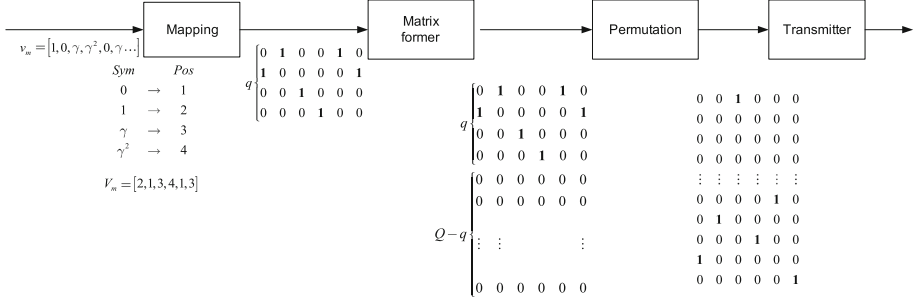 Mapping
Matrix
former
Permutation
Transmitter
v_m = [1, 0, γ, γ², 0, γ ...]
Sym Pos
0 → 1
1 → 2
γ → 3
γ² → 4
V_m = [2, 1, 3, 4, 1, 3]
q
0 1 0 0 1 0
1 0 0 0 0 1
0 0 1 0 0 0
0 0 0 1 0 0
q
0 1 0 0 1 0
1 0 0 0 0 1
0 0 1 0 0 0
0 0 0 1 0 0
Q − q
0 0 0 0 0 0
0 0 0 0 0 0
⋮ ⋮ ⋮
0 0 0 0 0 0
0 0 1 0 0 0
0 0 0 0 0 0
0 0 0 0 0 0
0 0 0 0 0 0
⋮ ⋮ ⋮ ⋮ ⋮ ⋮
0 0 0 0 1 0
0 1 0 0 0 0
0 0 0 1 0 0
1 0 0 0 0 0
0 0 0 0 0 1